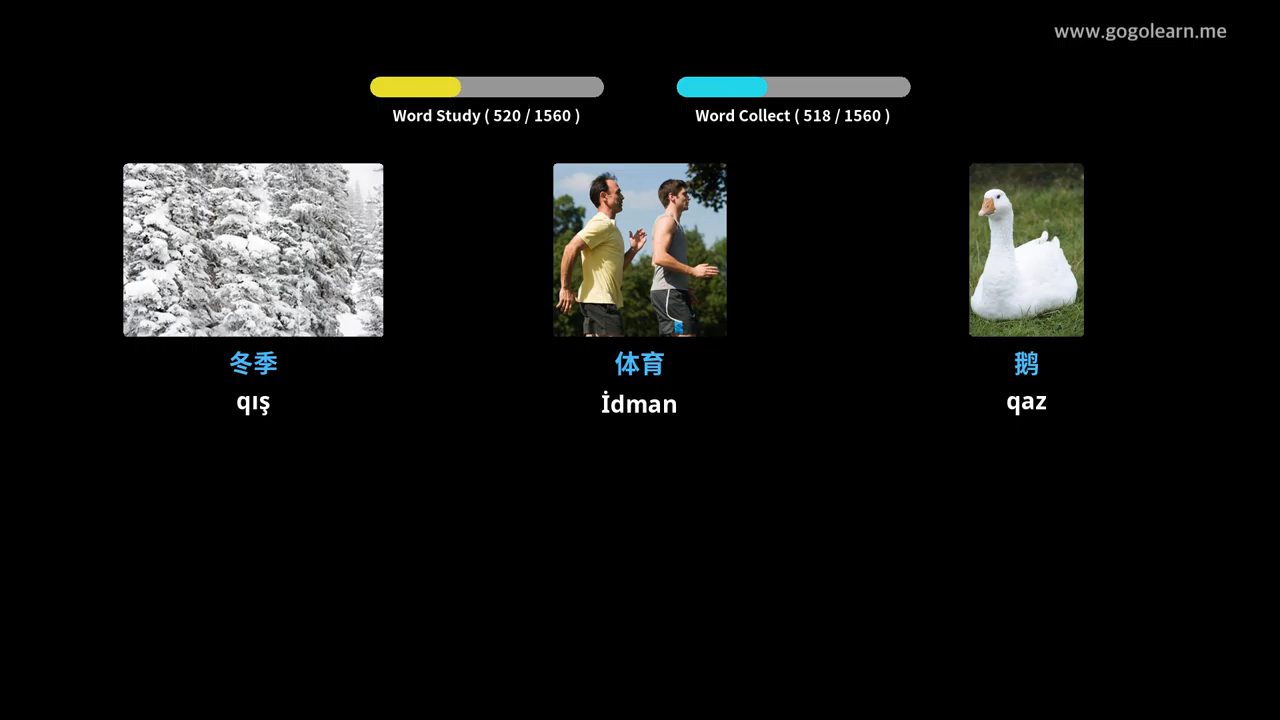 www.gogolearn.me
Word Study ( 520 / 1560 )
Word Collect ( 518 / 1560 )
冬季
体育
鹅
qış
İdman
qaz